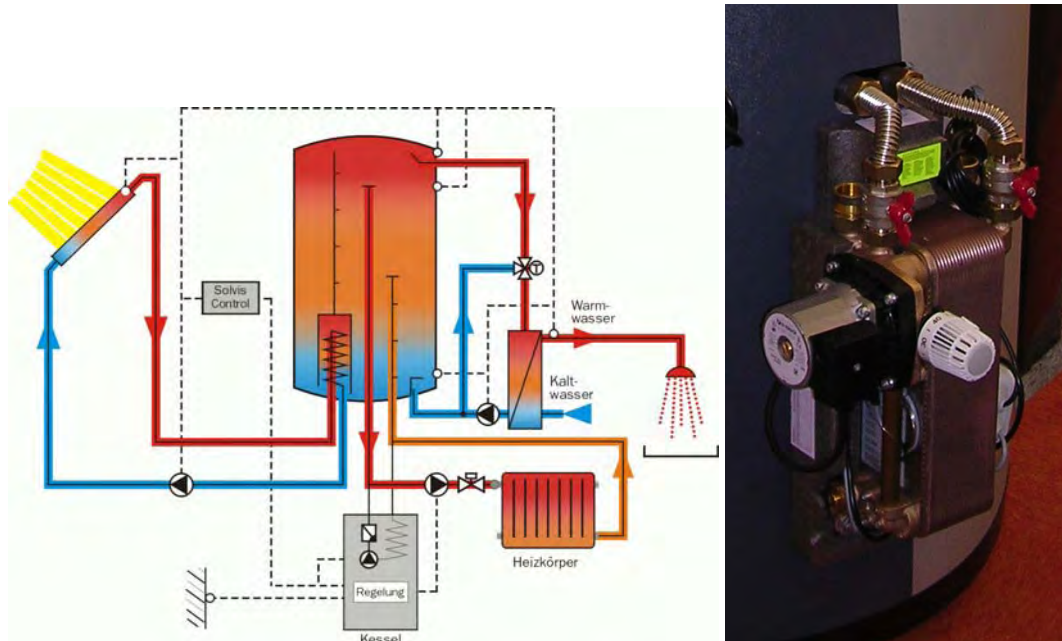 Solvis
Control
Warm-
wasser
T
Kalt-
wasser
Heizkörper
Regelung
Kessel